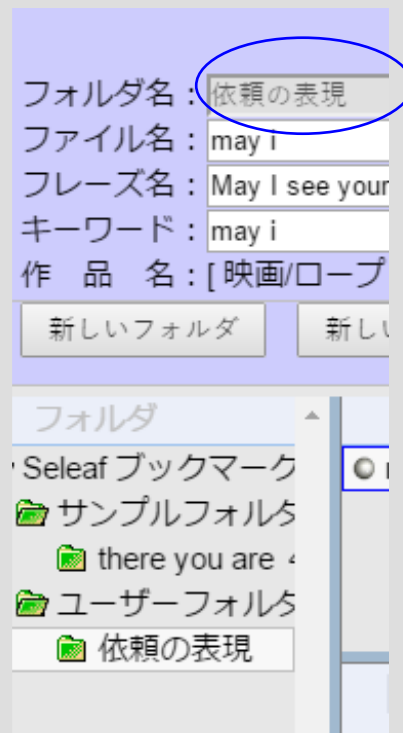 フォルダ名：依頼の表現
ファイル名：may i
フレーズ名：May I see your
キーワード：may i
作 品 名：[ 映画/ロープ
新しいフォルダ 新し
フォルダ
Seleaf ブックマーク
サンプルフォルダ
there you are
ユーザーフォルダ
依頼の表現